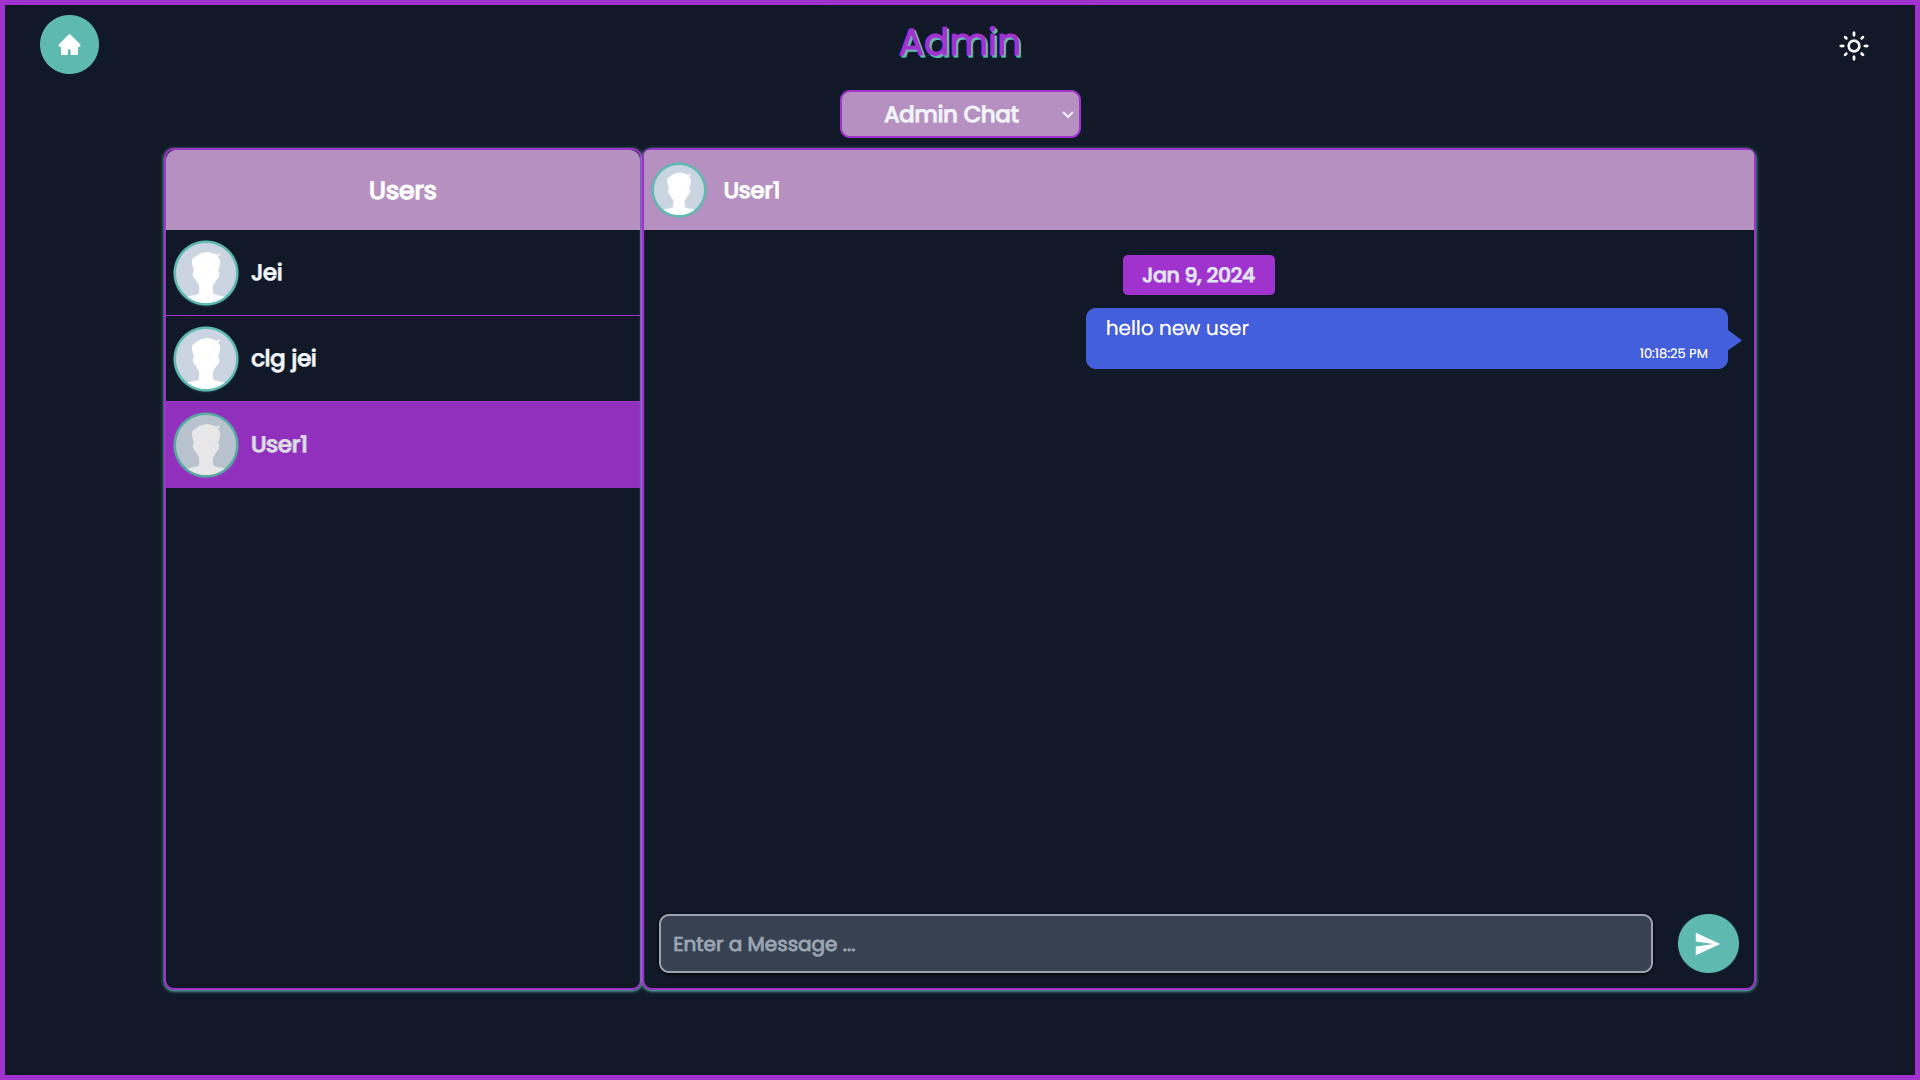 Admin
Admin Chat
Users
Jei
clg jei
User1
User1
Jan 9, 2024
hello new user
10:18:25 PM
Enter a Message ...